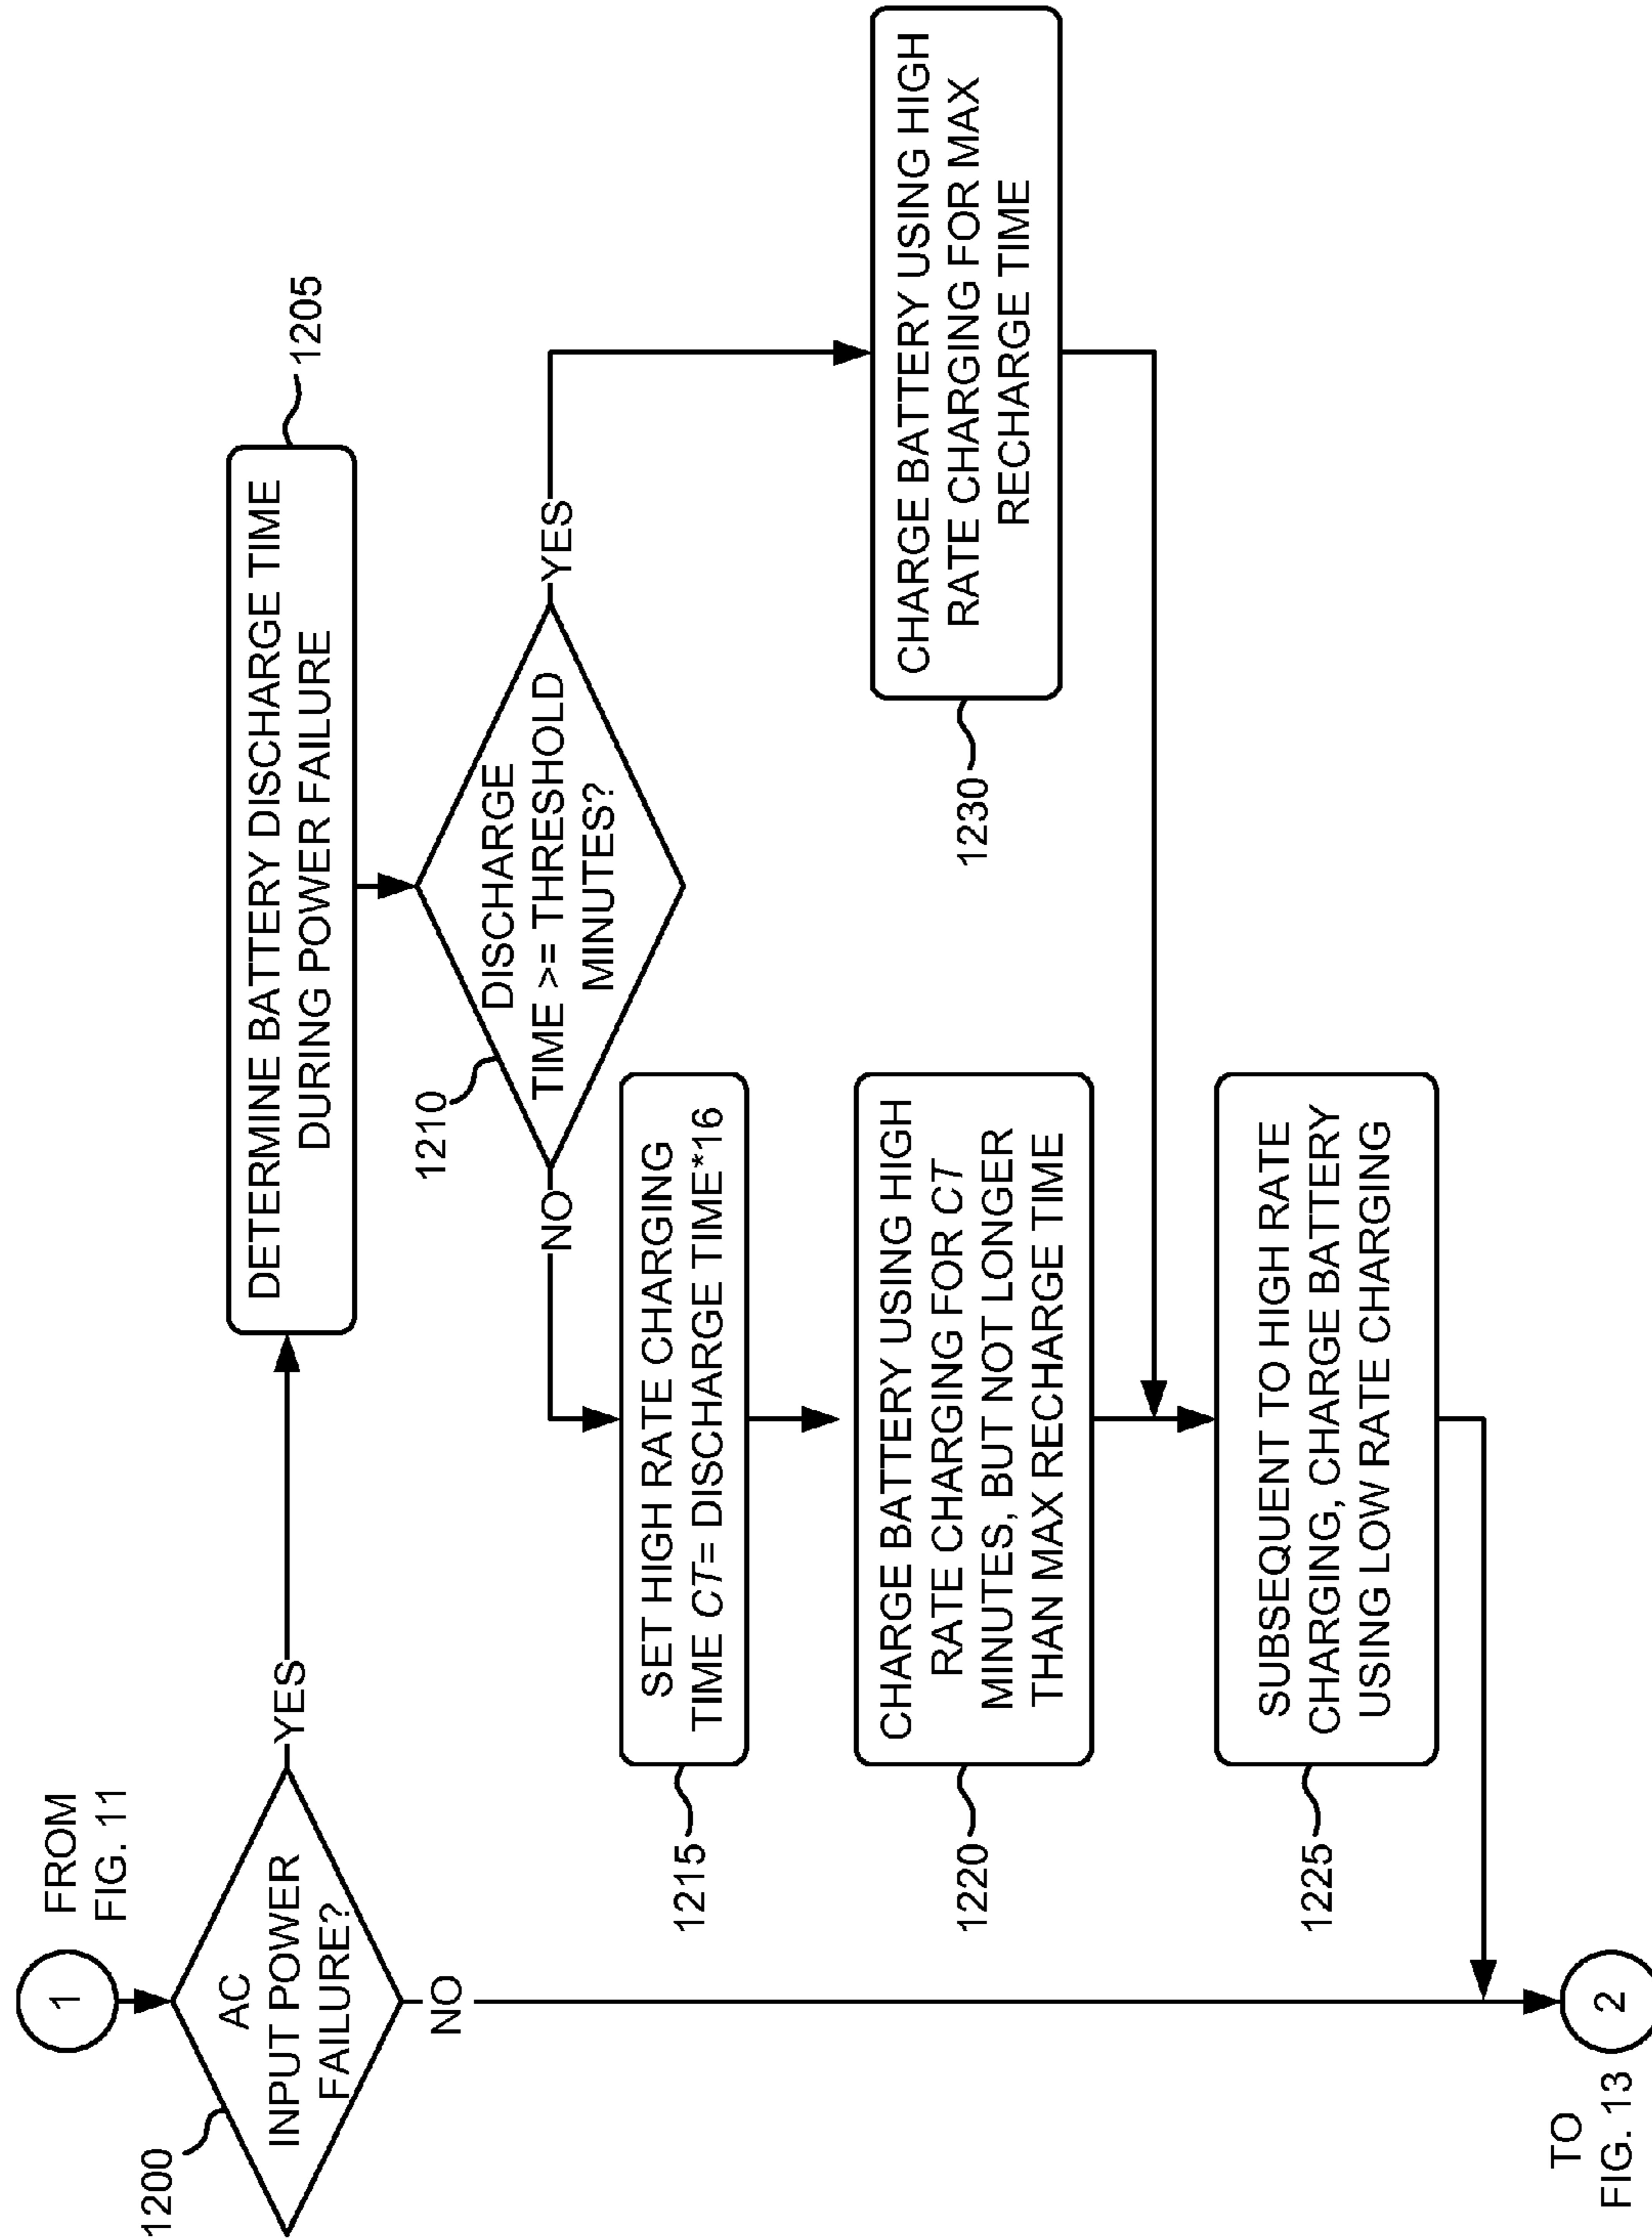 1
FROM
FIG. 11
1200
AC
INPUT POWER
FAILURE?
YES
NO
DETERMINE BATTERY DISCHARGE TIME
DURING POWER FAILURE
1205
1210
DISCHARGE
TIME >= THRESHOLD
MINUTES?
NO
YES
1215
SET HIGH RATE CHARGING
TIME CT= DISCHARGE TIME*16
1220
CHARGE BATTERY USING HIGH
RATE CHARGING FOR CT
MINUTES, BUT NOT LONGER
THAN MAX RECHARGE TIME
1230
CHARGE BATTERY USING HIGH
RATE CHARGING FOR MAX
RECHARGE TIME
1225
SUBSEQUENT TO HIGH RATE
CHARGING, CHARGE BATTERY
USING LOW RATE CHARGING
TO
FIG. 13
2